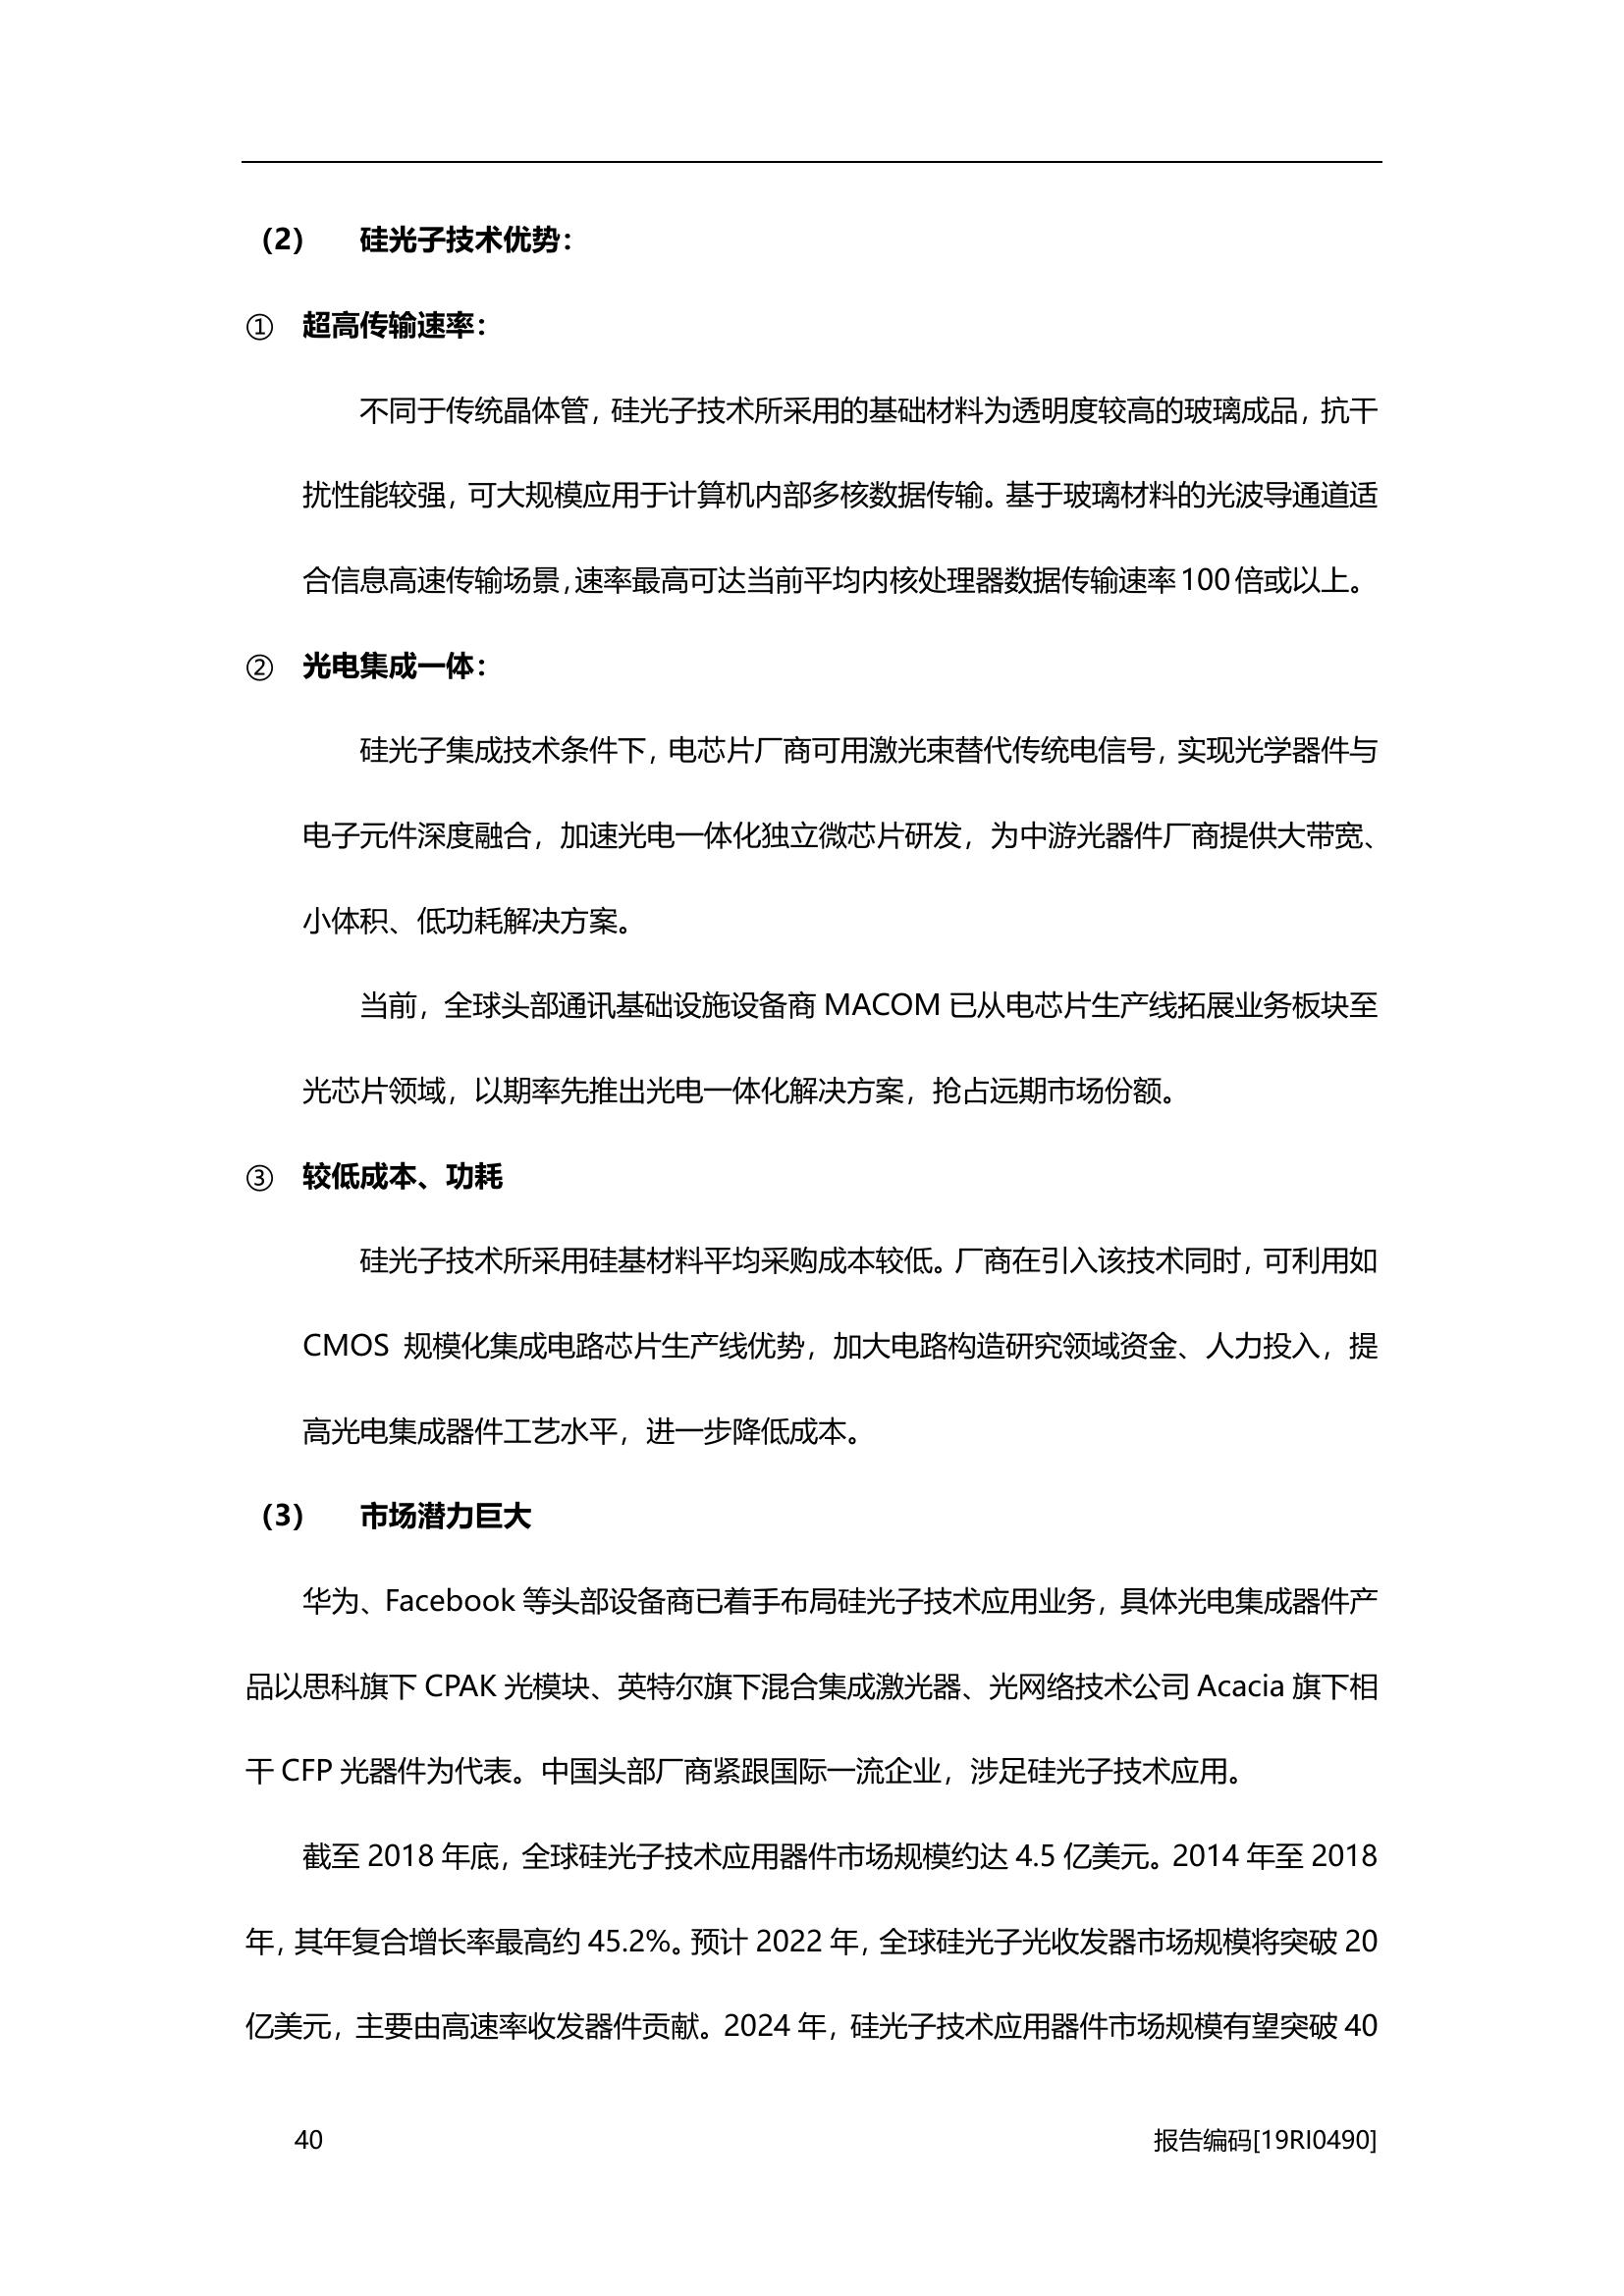 （2） 硅光子技术优势：
① 超高传输速率：
不同于传统晶体管，硅光子技术所采用的基础材料为透明度较高的玻璃成品，抗干
扰性能较强，可大规模应用于计算机内部多核数据传输。基于玻璃材料的光波导通道适
合信息高速传输场景，速率最高可达当前平均内核处理器数据传输速率 100 倍或以上。
② 光电集成一体：
硅光子集成技术条件下，电芯片厂商可用激光束替代传统电信号，实现光学器件与
电子元件深度融合，加速光电一体化独立微芯片研发，为中游光器件厂商提供大带宽、
小体积、低功耗解决方案。
当前，全球头部通讯基础设施设备商 MACOM 已从电芯片生产线拓展业务板块至
光芯片领域，以期率先推出光电一体化解决方案，抢占远期市场份额。
③ 较低成本、功耗
硅光子技术所采用硅基材料平均采购成本较低。厂商在引入该技术同时，可利用如
CMOS 规模化集成电路芯片生产线优势，加大电路构造研究领域资金、人力投入，提
高光电集成器件工艺水平，进一步降低成本。
（3） 市场潜力巨大
华为、Facebook 等头部设备商已着手布局硅光子技术应用业务，具体光电集成器件产
品以思科旗下 CPAK 光模块、英特尔旗下混合集成激光器、光网络技术公司 Acacia 旗下相
干 CFP 光器件为代表。中国头部厂商紧跟国际一流企业，涉足硅光子技术应用。
截至 2018 年底，全球硅光子技术应用器件市场规模约达 4.5 亿美元。2014 年至 2018
年，其年复合增长率最高约 45.2%。预计 2022 年，全球硅光子光收发器市场规模将突破 20
亿美元，主要由高速率收发器件贡献。2024 年，硅光子技术应用器件市场规模有望突破 40
40 报告编码[19RI0490]